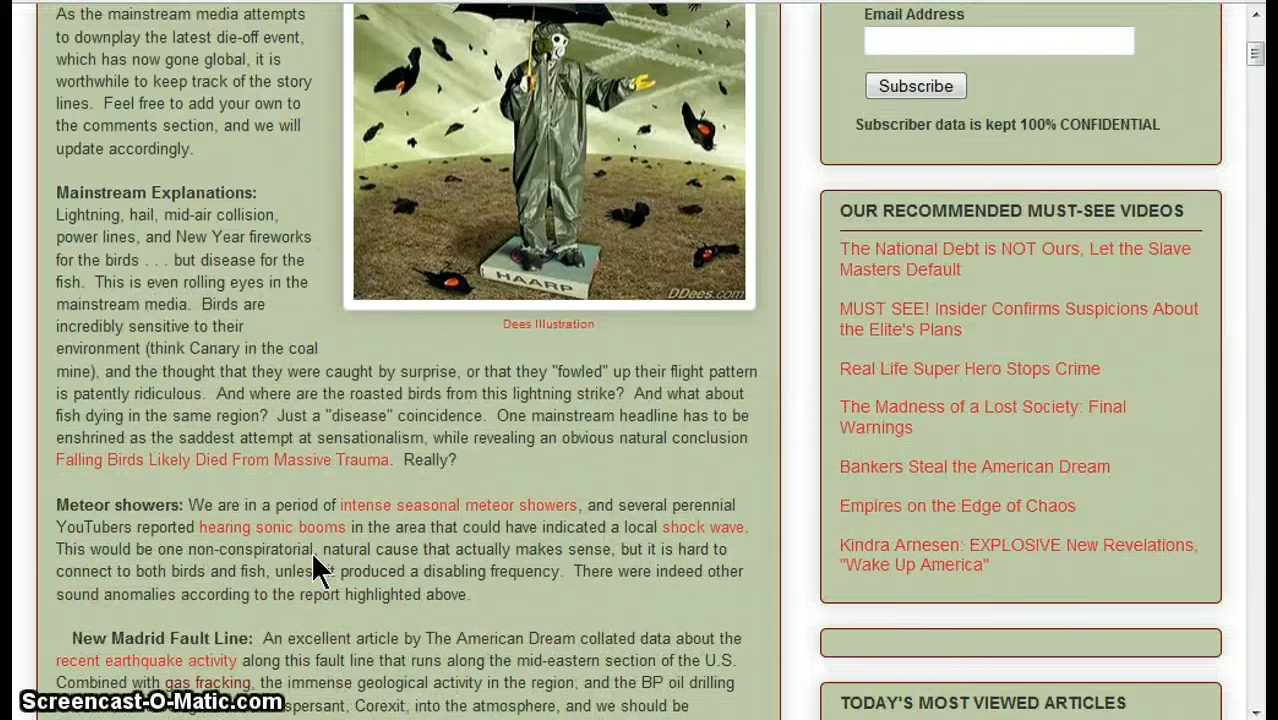 As the mainstream media attempts
to downplay the latest die-off event,
which has now gone global, it is
worthwhile to keep track of the story
lines.  Feel free to add your own to
the comments section, and we will
update accordingly.
Mainstream Explanations:
Lightning, hail, mid-air collision,
power lines, and New Year fireworks
for the birds . . . but disease for the
fish.  This is even rolling eyes in the
mainstream media.  Birds are
incredibly sensitive to their
environment (think Canary in the coal
mine), and the thought that they were caught by surprise, or that they "fowled" up their flight pattern
is patently ridiculous.  And where are the roasted birds from this lightning strike?  And what about
fish dying in the same region?  Just a "disease" coincidence.  One mainstream headline has to be
enshrined as the saddest attempt at sensationalism, while revealing an obvious natural conclusion
Falling Birds Likely Died From Massive Trauma.  Really?
HAARP
DDees.com
Dees Illustration
Meteor showers: We are in a period of intense seasonal meteor showers, and several perennial
YouTubers reported hearing sonic booms in the area that could have indicated a local shock wave.
This would be one non-conspiratorial, natural cause that actually makes sense, but it is hard to
connect to both birds and fish, unless it produced a disabling frequency.  There were indeed other
sound anomalies according to the report highlighted above.
New Madrid Fault Line:  An excellent article by The American Dream collated data about the
recent earthquake activity along this fault line that runs along the mid-eastern section of the U.S.
Combined with gas fracking, the immense geological activity in the region, and the BP oil drilling
spersant, Corexit, into the atmosphere, and we should be
Screencast-O-Matic.com
Email Address
Subscribe
Subscriber data is kept 100% CONFIDENTIAL
OUR RECOMMENDED MUST-SEE VIDEOS
The National Debt is NOT Ours, Let the Slave
Masters Default
MUST SEE! Insider Confirms Suspicions About
the Elite's Plans
Real Life Super Hero Stops Crime
The Madness of a Lost Society: Final
Warnings
Bankers Steal the American Dream
Empires on the Edge of Chaos
Kindra Arnesen: EXPLOSIVE New Revelations,
"Wake Up America"
TODAY'S MOST VIEWED ARTICLES